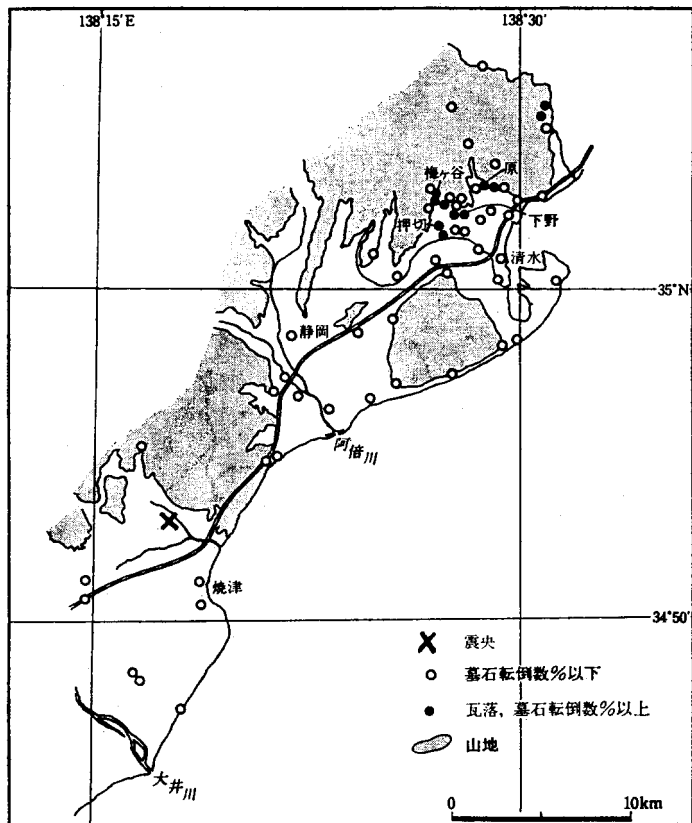 138°15′E
138°30′
梅ヶ谷
原
押切
下野
清水
35°N
静岡
阿倍川
焼津
34°50′
震央
墓石転倒数%以下
瓦落,墓石転倒数%以上
山地
大井川
0
10km